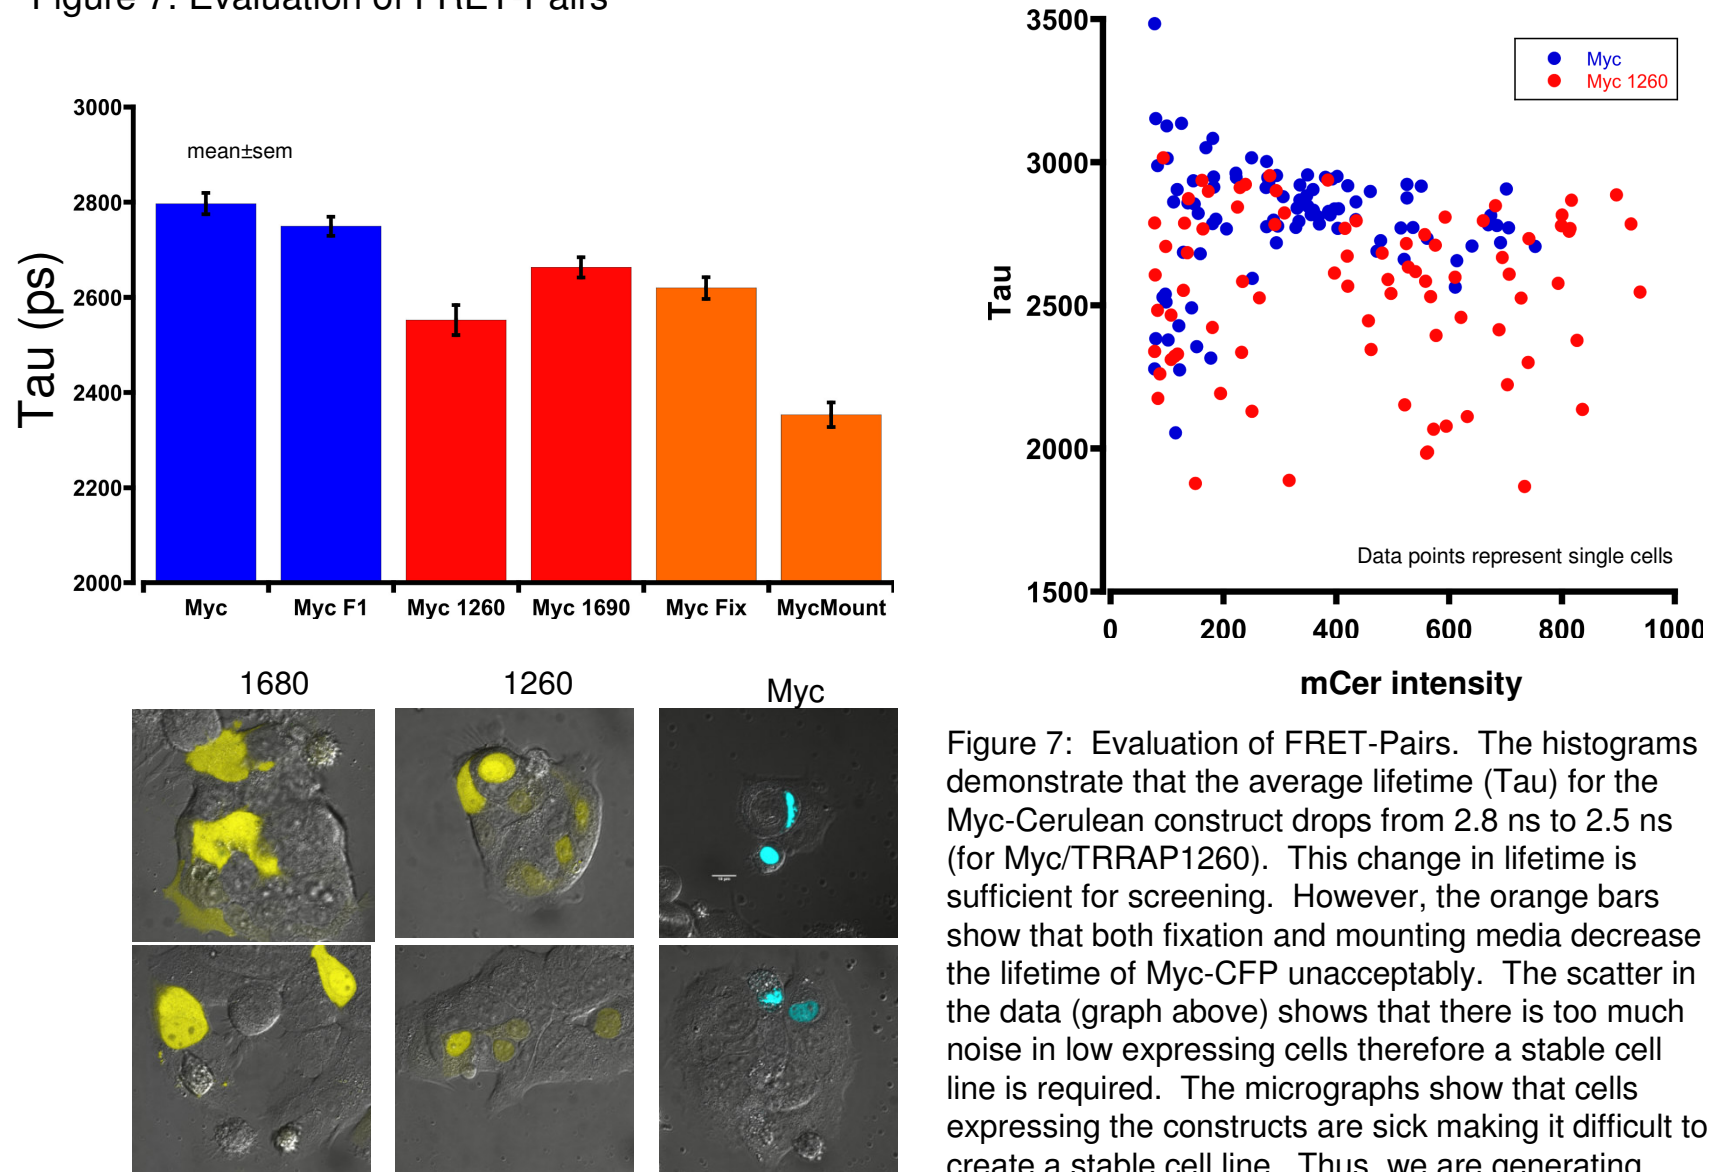 Figure 7: Evaluation of FRET-Pairs
3000
2800
2600
2400
2200
2000
Tau (ps)
mean±sem
Myc
Myc F1
Myc 1260
Myc 1690
Myc Fix
MycMount
3500
3000
2500
2000
1500
Tau
Myc
Myc 1260
Data points represent single cells
0
200
400
600
800
1000
mCer intensity
1680
1260
Myc
Figure 7: Evaluation of FRET-Pairs. The histograms
demonstrate that the average lifetime (Tau) for the
Myc-Cerulean construct drops from 2.8 ns to 2.5 ns
(for Myc/TRRAP1260). This change in lifetime is
sufficient for screening. However, the orange bars
show that both fixation and mounting media decrease
the lifetime of Myc-CFP unacceptably. The scatter in
the data (graph above) shows that there is too much
noise in low expressing cells therefore a stable cell
line is required. The micrographs show that cells
expressing the constructs are sick making it difficult to
create a stable cell line. Thus, we are generating